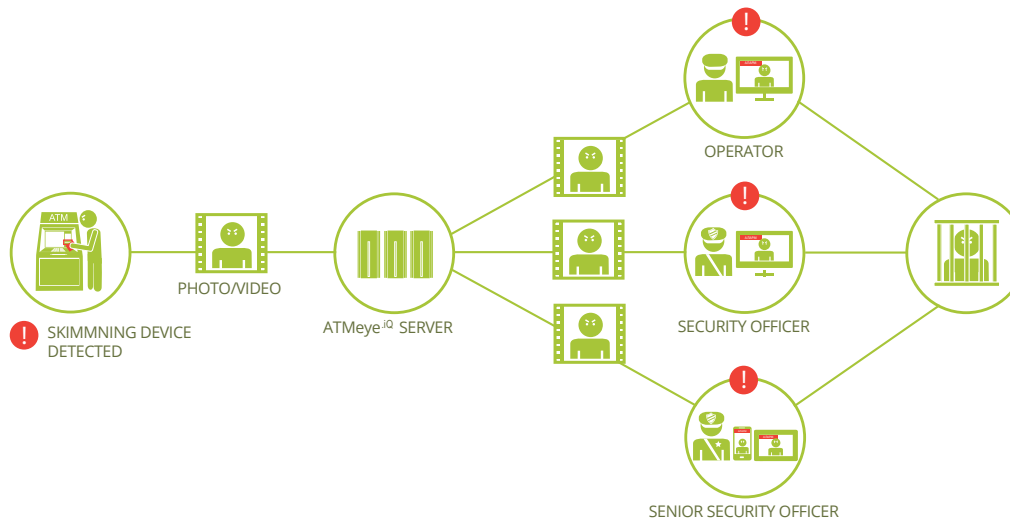 !
OPERATOR
ATM
!
PHOTO/VIDEO
! SKIMMNING DEVICE
DETECTED
ATMeye.iQ SERVER
SECURITY OFFICER
!
SENIOR SECURITY OFFICER